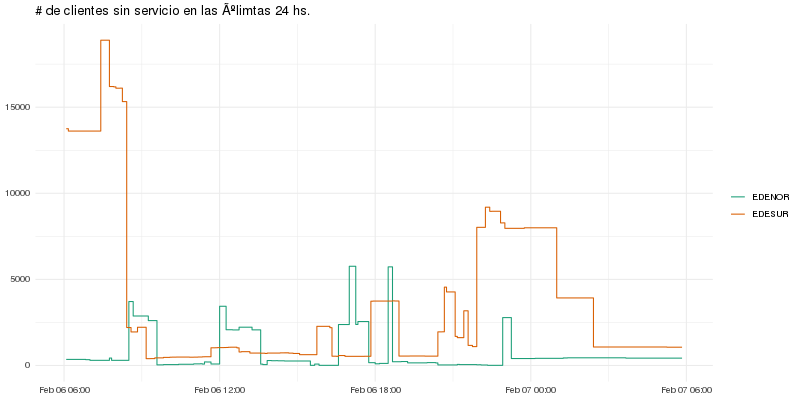 # de clientes sin servicio en las Ãºlimtas 24 hs.
15000
10000
5000
0
EDENOR
EDESUR
Feb 06 06:00
Feb 06 12:00
Feb 06 18:00
Feb 07 00:00
Feb 07 06:00